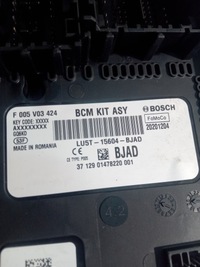 F 005 V03 424
BCM KIT ASY
BOSCH
KEY CODE: XXXXX
AXXXXXXXX
FoMoCo
20201204
LU5T-15604-BJAD
BJAD
MADE IN ROMANIA
37 129 01478220 001